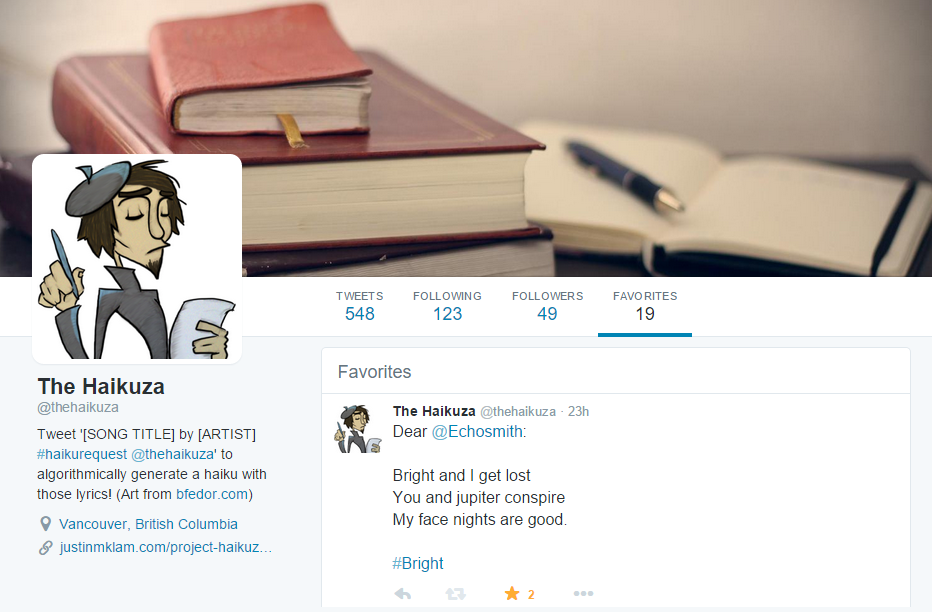 TWEETS FOLLOWING FOLLOWERS FAVORITES
548 123 49 19
The Haikuza
@thehaikuza
Tweet '[SONG TITLE] by [ARTIST]
#haikurequest @thehaikuza' to
algorithmically generate a haiku with
those lyrics! (Art from bfedor.com)
Vancouver, British Columbia
justinmklam.com/project-haikuz…
Favorites
The Haikuza @thehaikuza · 23h
Dear @Echosmith:
Bright and I get lost
You and jupiter conspire
My face nights are good.
#Bright
2